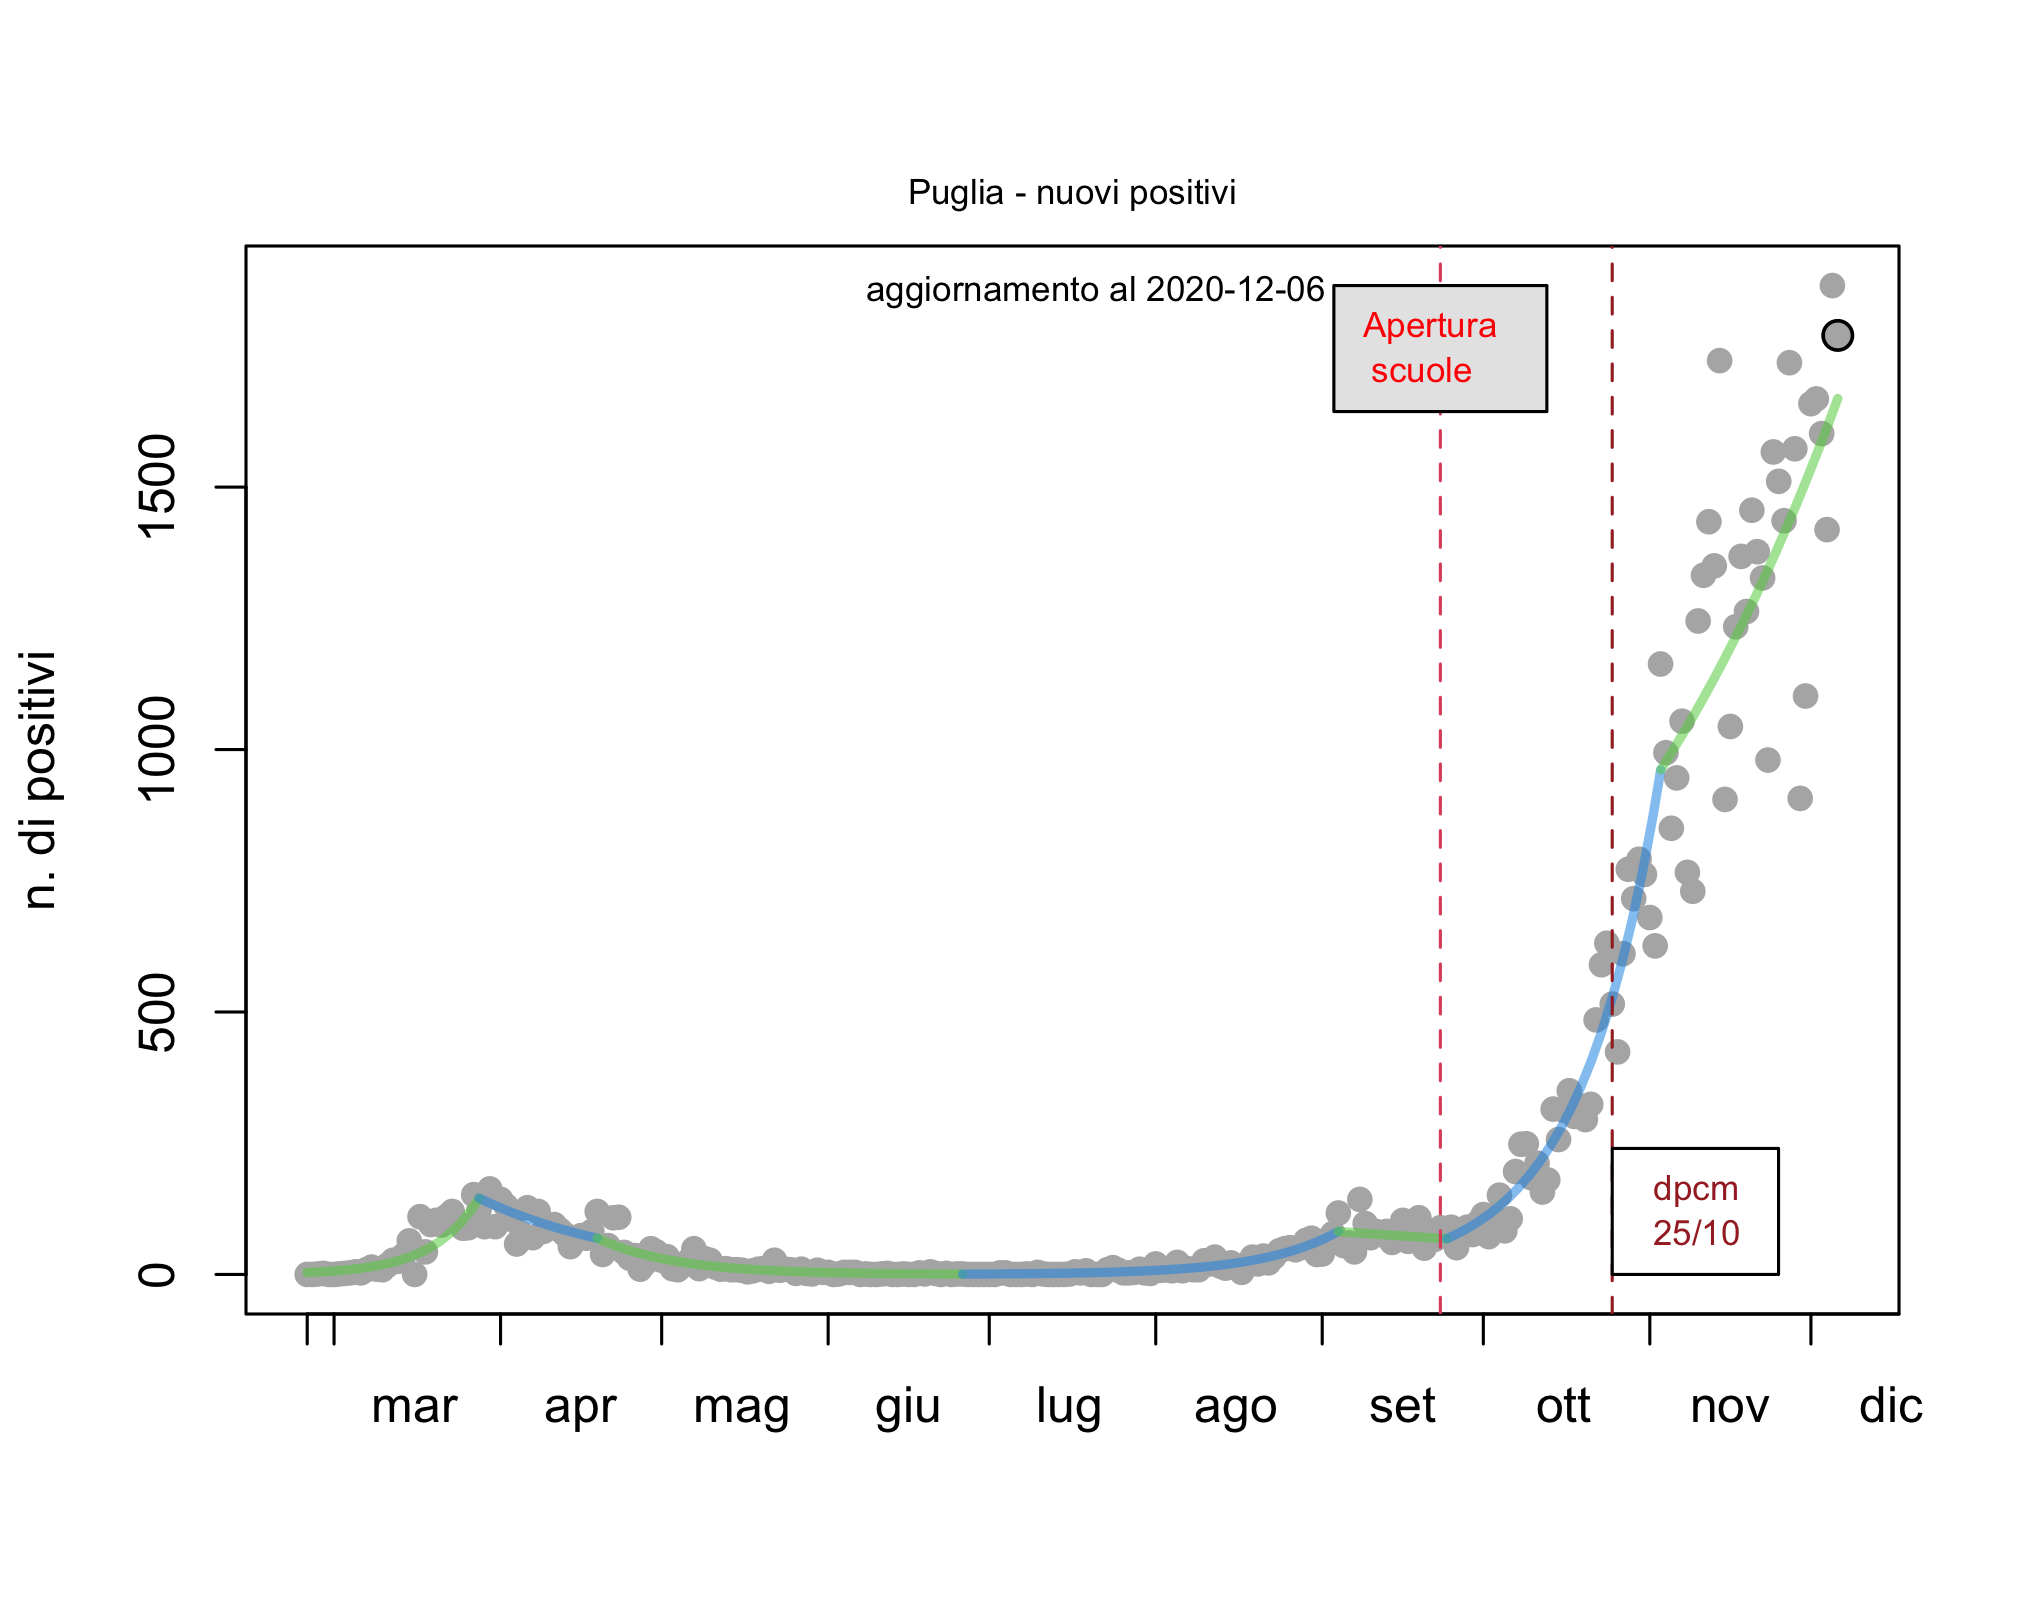 Puglia - nuovi positivi
aggiornamento al 2020-12-06
Apertura
scuole
n. di positivi
1500
1000
500
0
dpcm
25/10
mar apr mag giu lug ago set ott nov dic